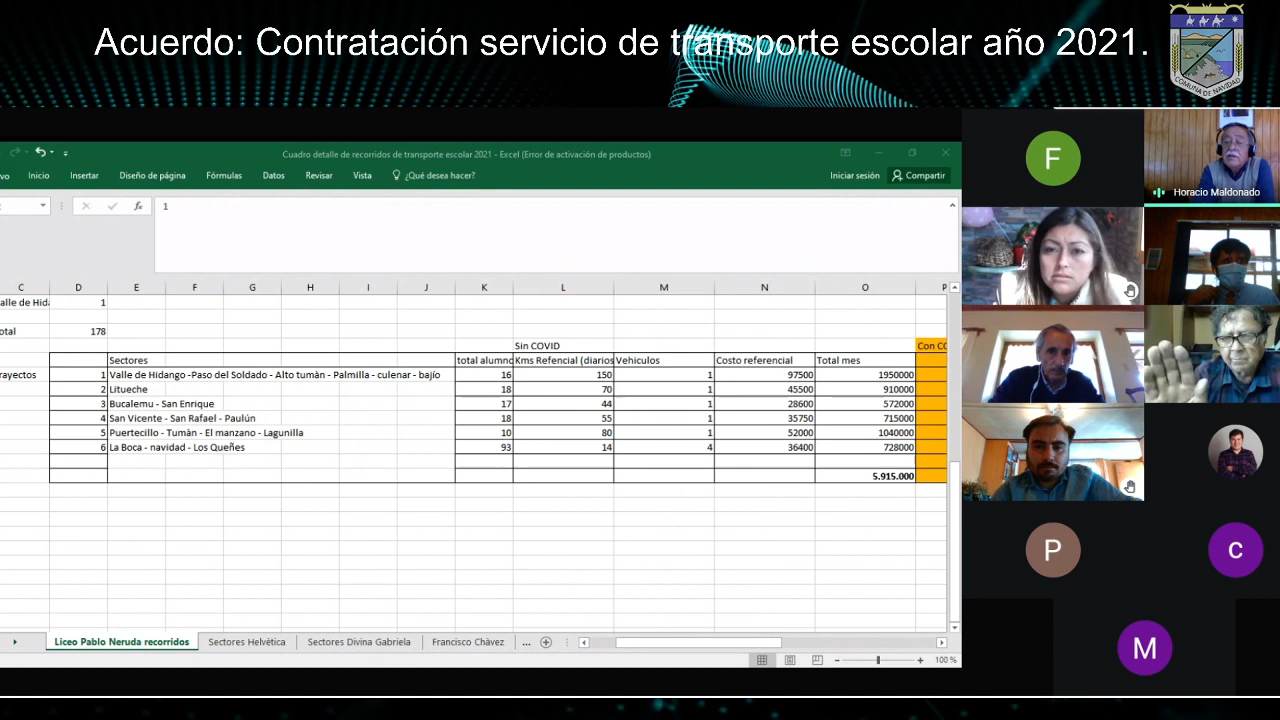 Acuerdo: Contratación servicio de transporte escolar año 2021.
COMUNA DE NAVIDAD
Cuadro detalle de recorridos de transporte escolar 2021 - Excel (Error de activación de productos)
vo Inicio Insertar Diseño de página Fórmulas Datos Revisar Vista ¿Qué desea hacer? Iniciar sesión Compartir
fx 1
C D E F G H I J K L M N O P
alle de Hida 1
otal 178
Sin COVID Con CO
Sectores total alumno Kms Refencial (diarios Vehiculos Costo referencial Total mes
rayectos 1 Valle de Hidango -Paso del Soldado - Alto tumàn - Palmilla - culenar - bajío 16 150 1 97500 1950000
2 Litueche 18 70 1 45500 910000
3 Bucalemu - San Enrique 17 44 1 28600 572000
4 San Vicente - San Rafael - Paulún 18 55 1 35750 715000
5 Puertecillo - Tumàn - El manzano - Lagunilla 10 80 1 52000 1040000
6 La Boca - navidad - Los Queñes 93 14 4 36400 728000
5.915.000
Liceo Pablo Neruda recorridos Sectores Helvética Sectores Divina Gabriela Francisco Chàvez ...
100 %
F
Horacio Maldonado
P
C
M